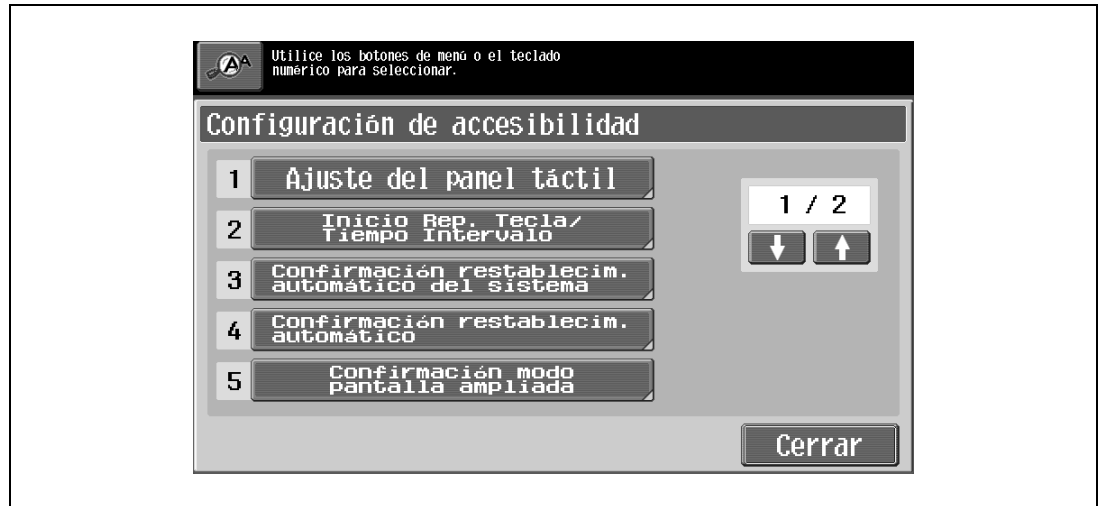 Utilice los botones de menú o el teclado
numérico para seleccionar.
Configuración de accesibilidad
1 Ajuste del panel táctil
2 Inicio Rep. Tecla/
Tiempo Intervalo
3 Confirmación restablecim.
automático del sistema
4 Confirmación restablecim.
automático
5 Confirmación modo
pantalla ampliada
1 / 2
Cerrar